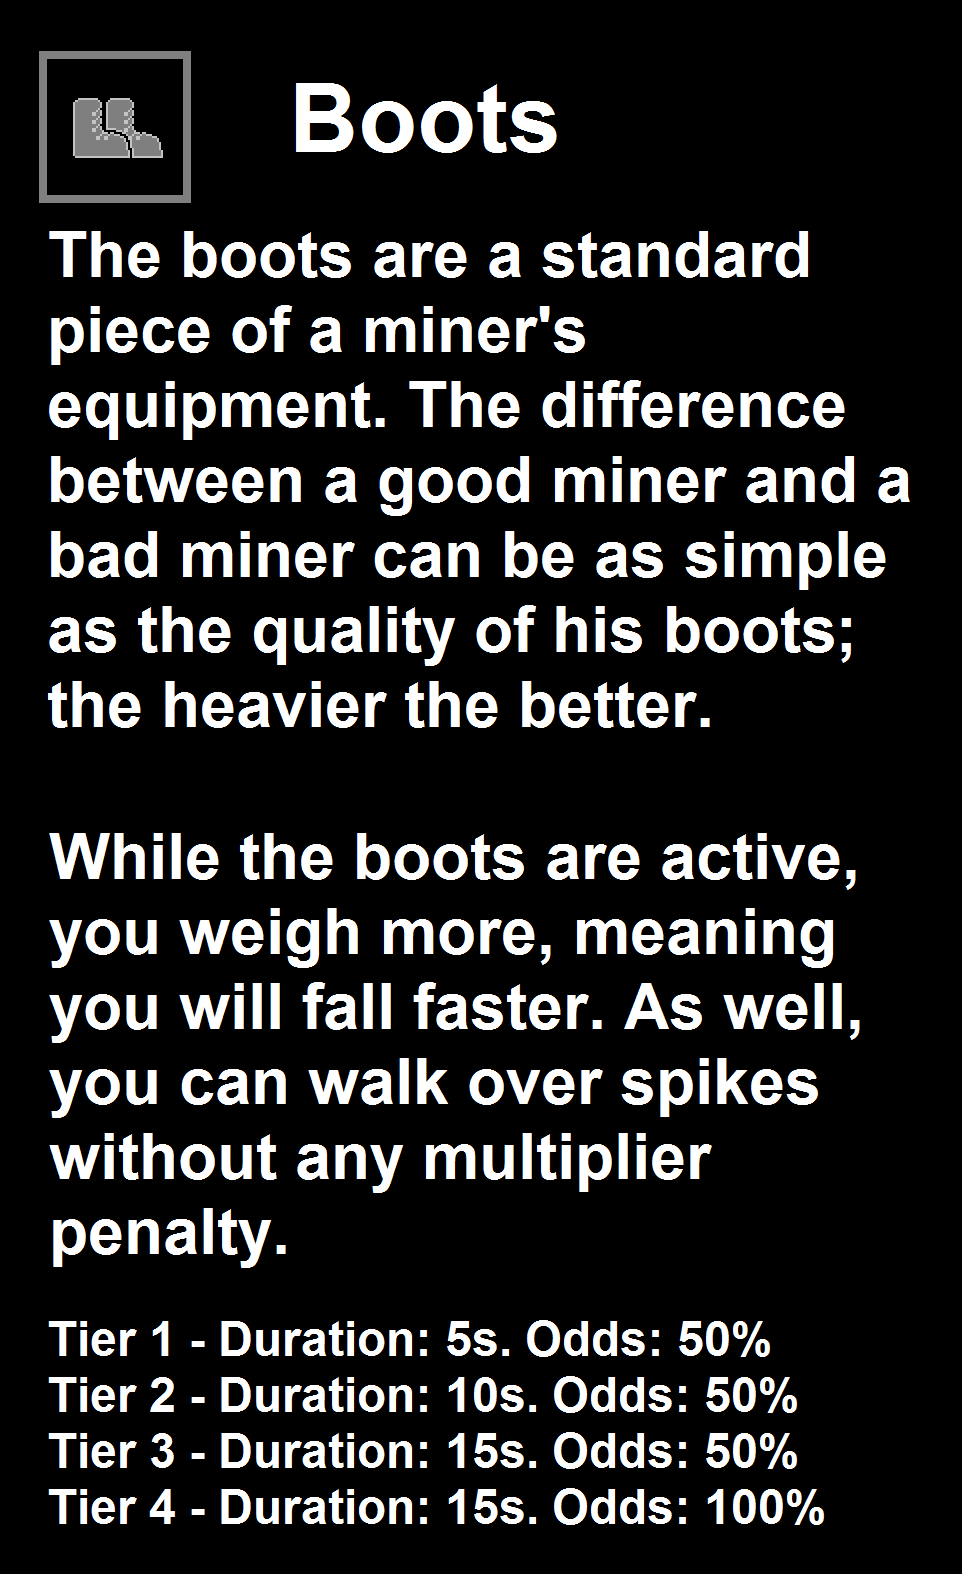 Boots
The boots are a standard
piece of a miner's
equipment. The difference
between a good miner and a
bad miner can be as simple
as the quality of his boots;
the heavier the better.
While the boots are active,
you weigh more, meaning
you will fall faster. As well,
you can walk over spikes
without any multiplier
penalty.
Tier 1 - Duration: 5s. Odds: 50%
Tier 2 - Duration: 10s. Odds: 50%
Tier 3 - Duration: 15s. Odds: 50%
Tier 4 - Duration: 15s. Odds: 100%